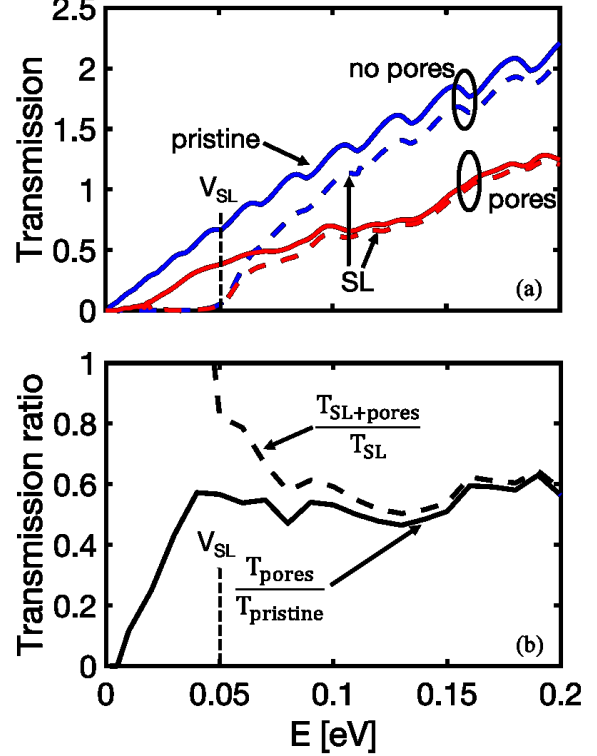 2.5
2
1.5
1
0.5
0
Transmission
no pores
pristine
V_SL
pores
SL
(a)
1
0.8
0.6
0.4
0.2
0
Transmission ratio
T_SL+pores
T_SL
V_SL
T_pores
T_pristine
(b)
0 0.05 0.1 0.15 0.2
E [eV]